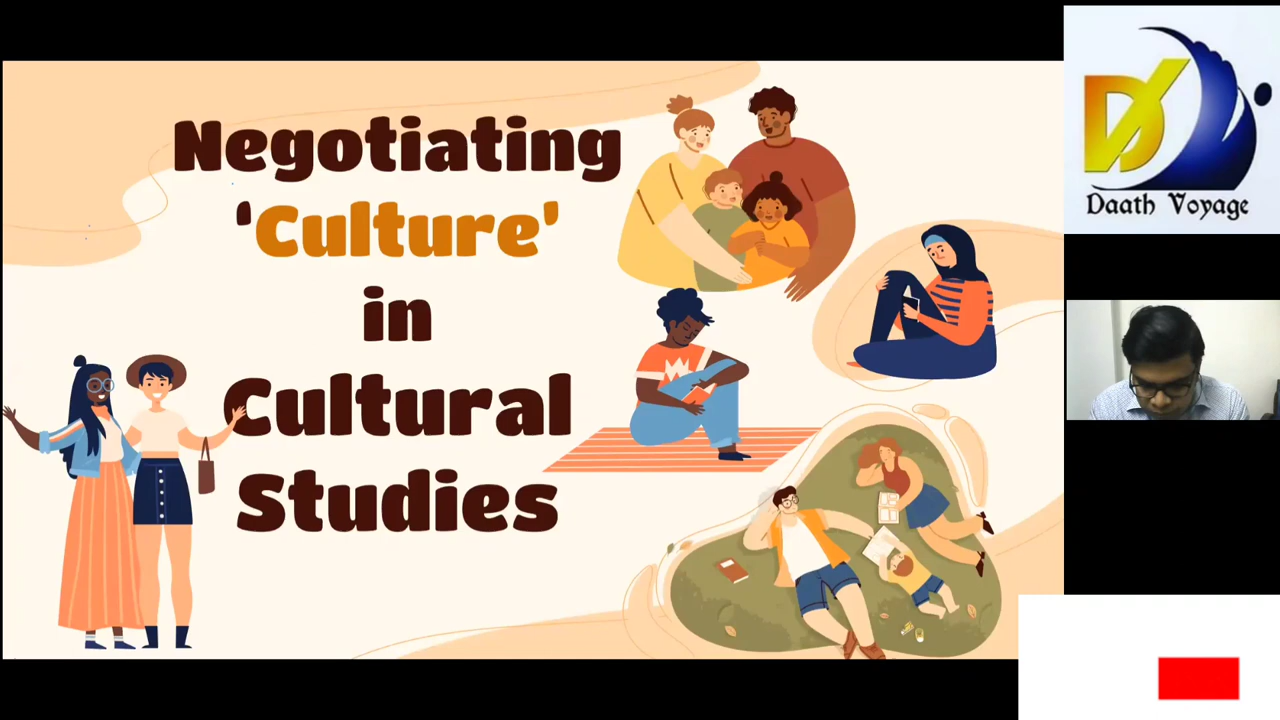 Negotiating
'Culture'
in
Cultural
Studies
Daath Voyage